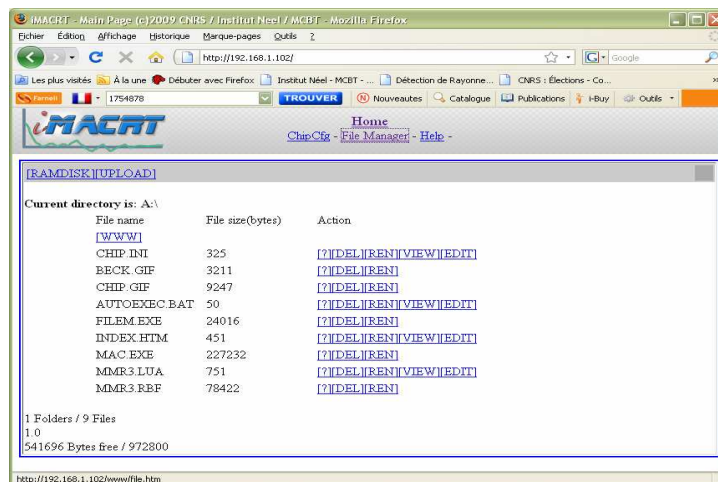 iMACRT - Main Page (c)2009 CNRS / Institut Neel / MCBT - Mozilla Firefox
Fichier Édition Affichage Historique Marque-pages Outils ?
http://192.168.1.102/ Google
Les plus visités À la une Débuter avec Firefox Institut Néel - MCBT - ... Détection de Rayonne... CNRS : Élections - Co... »
Farnell 1754878 TROUVER Nouveautes Catalogue Publications i-Buy Outils
iMACRT
Home
ChipCfg - File Manager - Help -
[RAMDISK][UPLOAD]
Current directory is: A:\
File name File size(bytes) Action
[WWW]
CHIP.INI 325 [?][DEL][REN][VIEW][EDIT]
BECK.GIF 3211 [?][DEL][REN]
CHIP.GIF 9247 [?][DEL][REN]
AUTOEXEC.BAT 50 [?][DEL][REN][VIEW][EDIT]
FILEM.EXE 24016 [?][DEL][REN]
INDEX.HTM 451 [?][DEL][REN][VIEW][EDIT]
MAC.EXE 227232 [?][DEL][REN]
MMR3.LUA 751 [?][DEL][REN][VIEW][EDIT]
MMR3.RBF 78422 [?][DEL][REN]
1 Folders / 9 Files
1.0
541696 Bytes free / 972800
http://192.168.1.102/www/file.htm